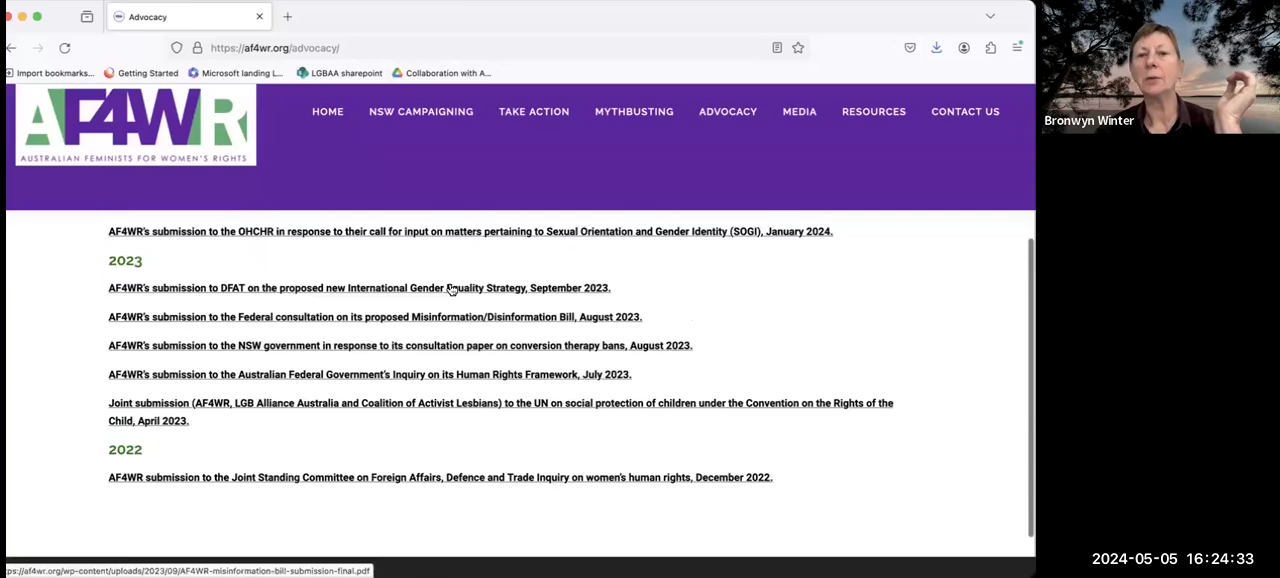 Advocacy
https://af4wr.org/advocacy/
Import bookmarks...
Getting Started
Microsoft landing L...
LGBAA sharepoint
Collaboration with A...
AF4WR
AUSTRALIAN FEMINISTS FOR WOMEN'S RIGHTS
HOME
NSW CAMPAIGNING
TAKE ACTION
MYTHBUSTING
ADVOCACY
MEDIA
RESOURCES
CONTACT US
Bronwyn Winter
AF4WR's submission to the OHCHR in response to their call for input on matters pertaining to Sexual Orientation and Gender Identity (SOGI), January 2024.
2023
AF4WR's submission to DFAT on the proposed new International Gender Equality Strategy, September 2023.
AF4WR's submission to the Federal consultation on its proposed Misinformation/Disinformation Bill, August 2023.
AF4WR's submission to the NSW government in response to its consultation paper on conversion therapy bans, August 2023.
AF4WR's submission to the Australian Federal Government's Inquiry on its Human Rights Framework, July 2023.
Joint submission (AF4WR, LGB Alliance Australia and Coalition of Activist Lesbians) to the UN on social protection of children under the Convention on the Rights of the
Child, April 2023.
2022
AF4WR submission to the Joint Standing Committee on Foreign Affairs, Defence and Trade Inquiry on women's human rights, December 2022.
ps://af4wr.org/wp-content/uploads/2023/09/AF4WR-misinformation-bill-submission-final.pdf
2024-05-05 16:24:33